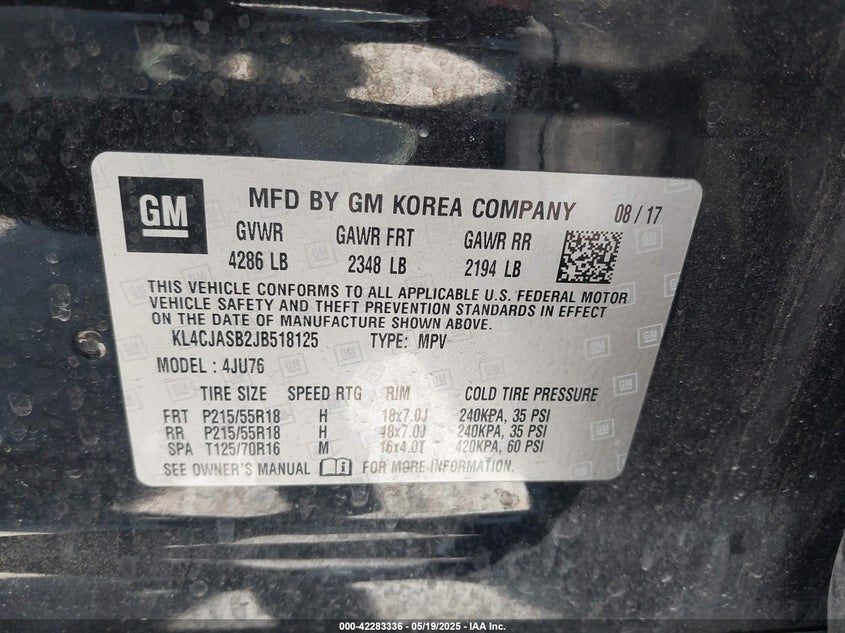 GM
MFD BY GM KOREA COMPANY 08 / 17
GVWR GAWR FRT GAWR RR
4286 LB 2348 LB 2194 LB
THIS VEHICLE CONFORMS TO ALL APPLICABLE U.S. FEDERAL MOTOR
VEHICLE SAFETY AND THEFT PREVENTION STANDARDS IN EFFECT
ON THE DATE OF MANUFACTURE SHOWN ABOVE.
KL4CJASB2JB518125 TYPE: MPV
MODEL : 4JU76
TIRE SIZE SPEED RTG RIM COLD TIRE PRESSURE
FRT P215/55R18 H 18x7.0J 240KPA, 35 PSI
RR P215/55R18 H 18x7.0J 240KPA, 35 PSI
SPA T125/70R16 M 16x4.0T 420KPA, 60 PSI
SEE OWNER'S MANUAL FOR MORE INFORMATION.
000-42283336 - 05/19/2025 - IAA Inc.